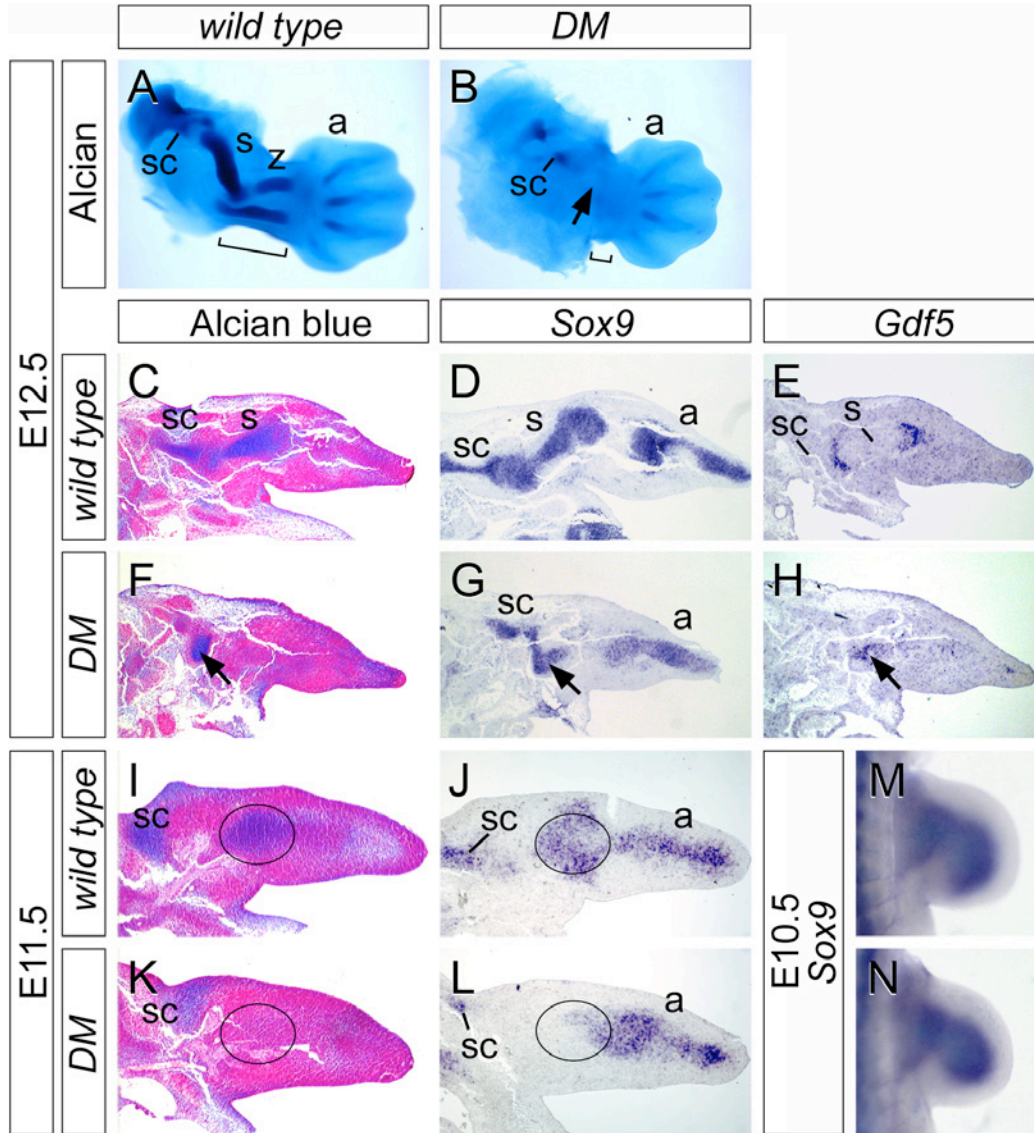 wild type DM
E12.5
Alcian
A sc s z a
B sc a
Alcian blue Sox9 Gdf5
wild type
C sc s
D sc s a
E sc s
DM
F
G sc a
H
E11.5
wild type
I sc
J sc a
E10.5
Sox9
M
DM
K sc
L sc a
N